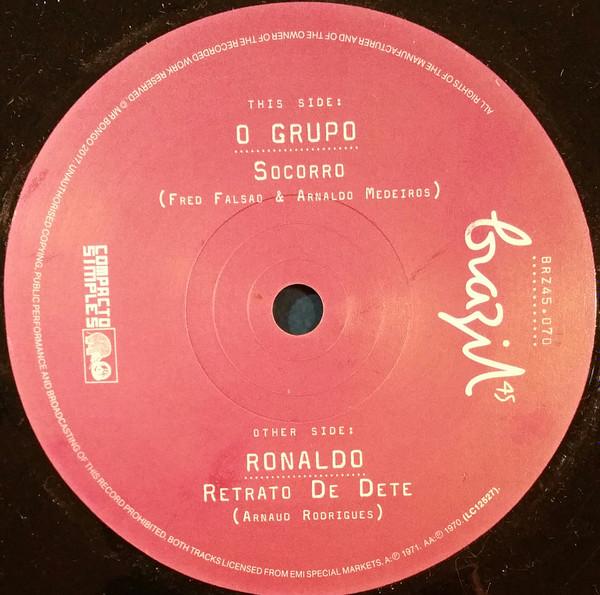 THIS SIDE:
O GRUPO
SOCORRO
(FRED FALSAO & ARNALDO MEDEIROS)
BRZ45.070
brazil 45
COMPACTO
SIMPLES
OTHER SIDE:
RONALDO
RETRATO DE DETE
(ARNAUD RODRIGUES)
ALL RIGHTS OF THE MANUFACTURER AND OF THE OWNER OF THE RECORDED WORK RESERVED. ℗ MR BONGO 2017. UNAUTHORISED COPYING, PUBLIC PERFORMANCE AND BROADCASTING OF THIS RECORD PROHIBITED. BOTH TRACKS LICENSED FROM EMI SPECIAL MARKETS. A:℗ 1971. AA:℗ 1970. (LC12527).